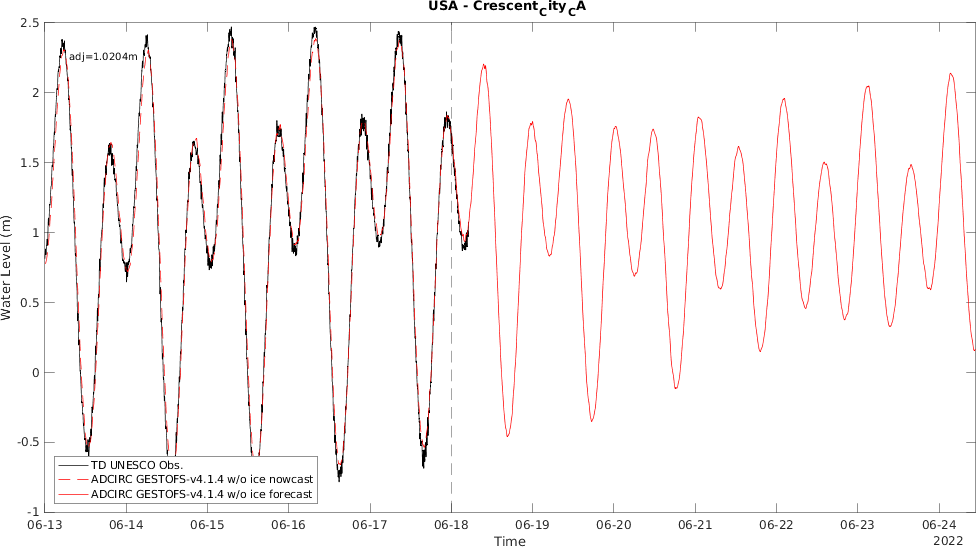 USA - Crescent_City_CA
adj=1.0204m
2.5
2
1.5
1
0.5
0
-0.5
-1
Water Level (m)
TD UNESCO Obs.
ADCIRC GESTOFS-v4.1.4 w/o ice nowcast
ADCIRC GESTOFS-v4.1.4 w/o ice forecast
06-13 06-14 06-15 06-16 06-17 06-18 06-19 06-20 06-21 06-22 06-23 06-24
Time
2022